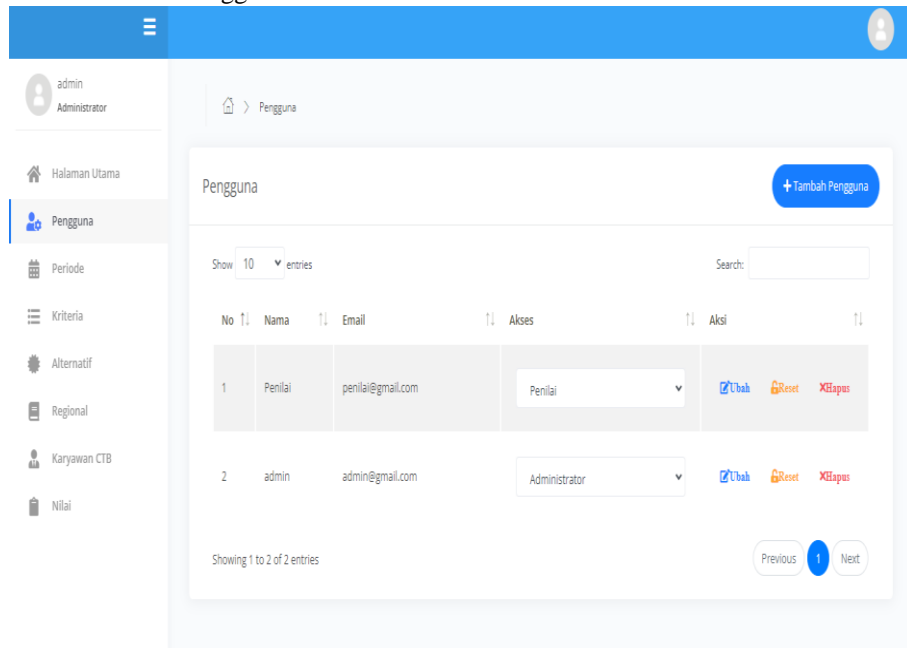 admin
Administrator
Pengguna
Halaman Utama
Pengguna
Periode
Kriteria
Alternatif
Regional
Karyawan CTB
Nilai
Pengguna
Tambah Pengguna
Show 10 entries
Search:
No Nama Email Akses Aksi
1 Penilai penilai@gmail.com Penilai Ubah Reset Hapus
2 admin admin@gmail.com Administrator Ubah Reset Hapus
Showing 1 to 2 of 2 entries
Previous 1 Next